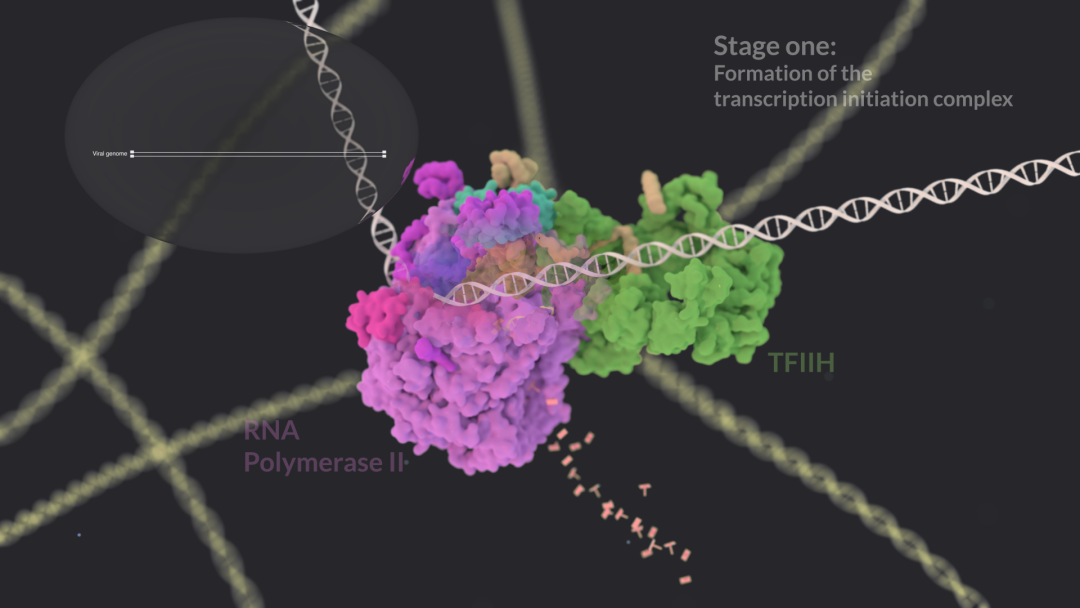 Stage one:
Formation of the
transcription initiation complex
Viral genome
TFIIH
RNA
Polymerase II